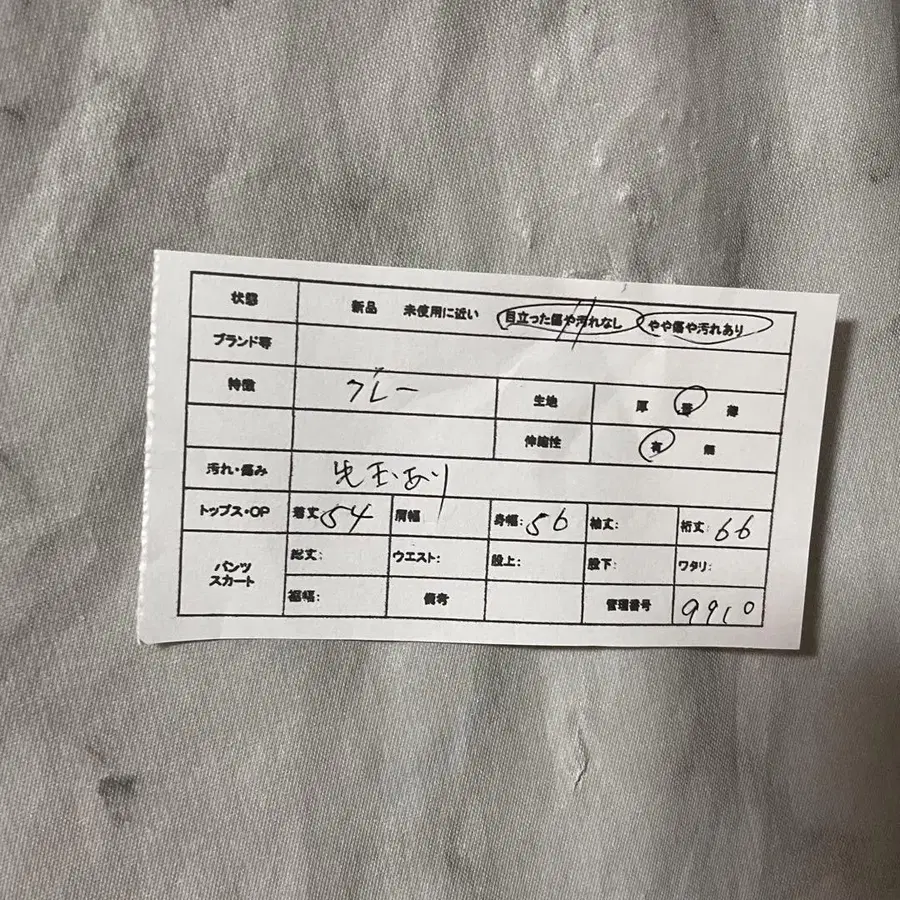 状態 新品 未使用に近い 目立った傷や汚れなし やや傷や汚れあり
ブランド等
特徴 グレー 生地 厚 普 薄
伸縮性 有 無
汚れ・傷み 毛玉あり
トップス・OP 着丈54 肩幅 身幅:56 袖丈: 裄丈:66
パンツ スカート 総丈: ウエスト: 股上: 股下: ワタリ:
裾幅: 備考 管理番号 9910